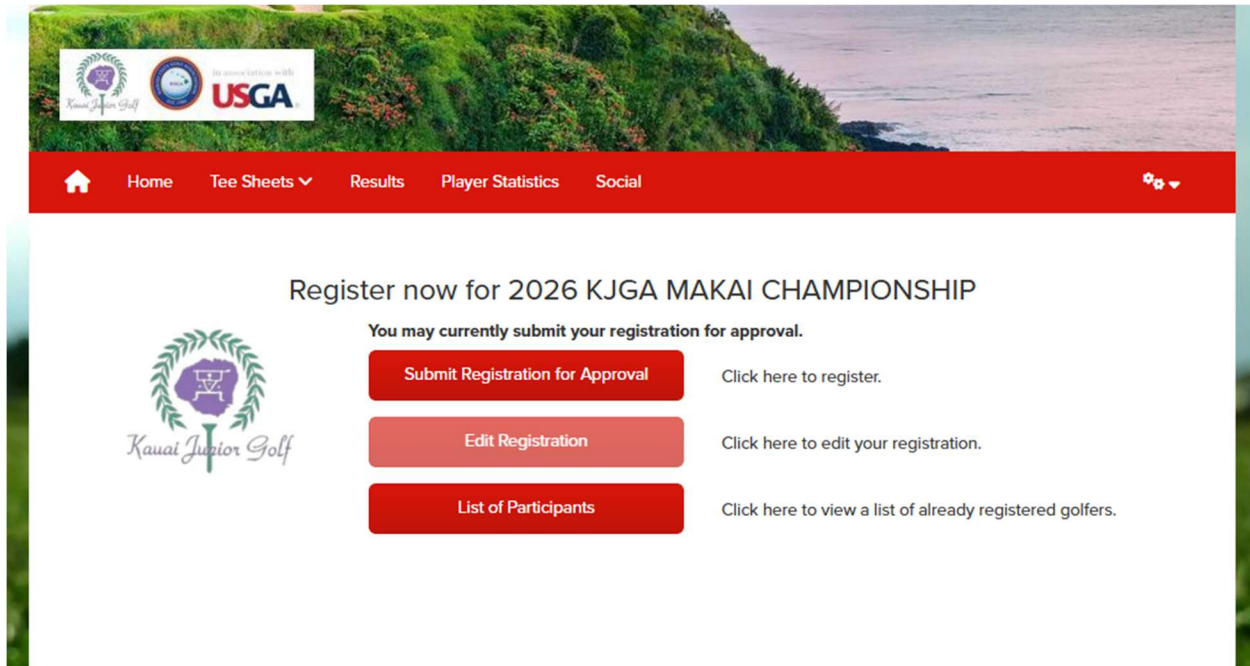 Kauai Junior Golf
in association with
USGA
Home
Tee Sheets
Results
Player Statistics
Social
Register now for 2026 KJGA MAKAI CHAMPIONSHIP
You may currently submit your registration for approval.
Submit Registration for Approval
Click here to register.
Edit Registration
Click here to edit your registration.
List of Participants
Click here to view a list of already registered golfers.
Kauai Junior Golf